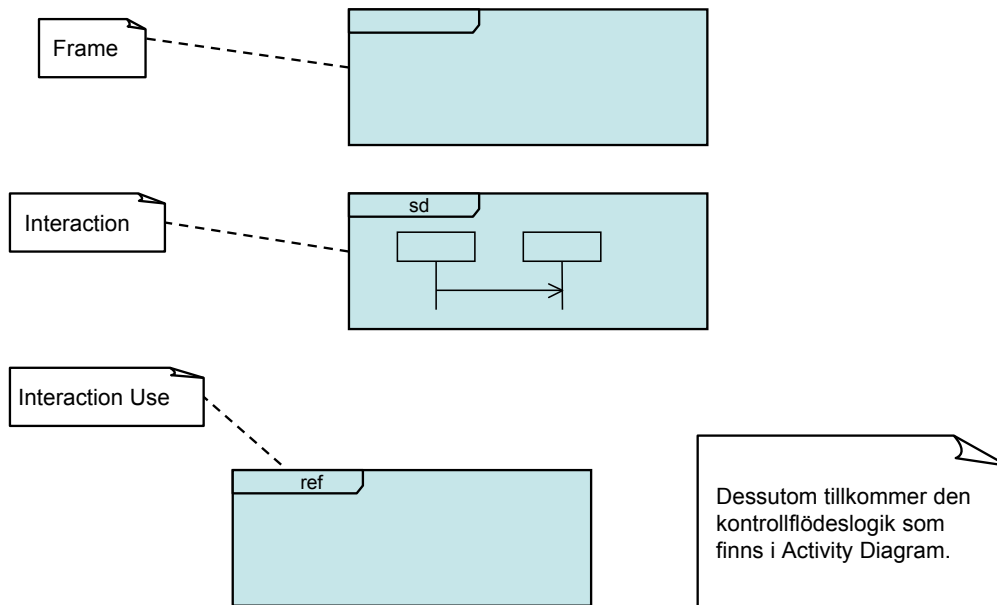 Frame
Interaction
sd
Interaction Use
ref
Dessutom tillkommer den
kontrollflödeslogik som
finns i Activity Diagram.